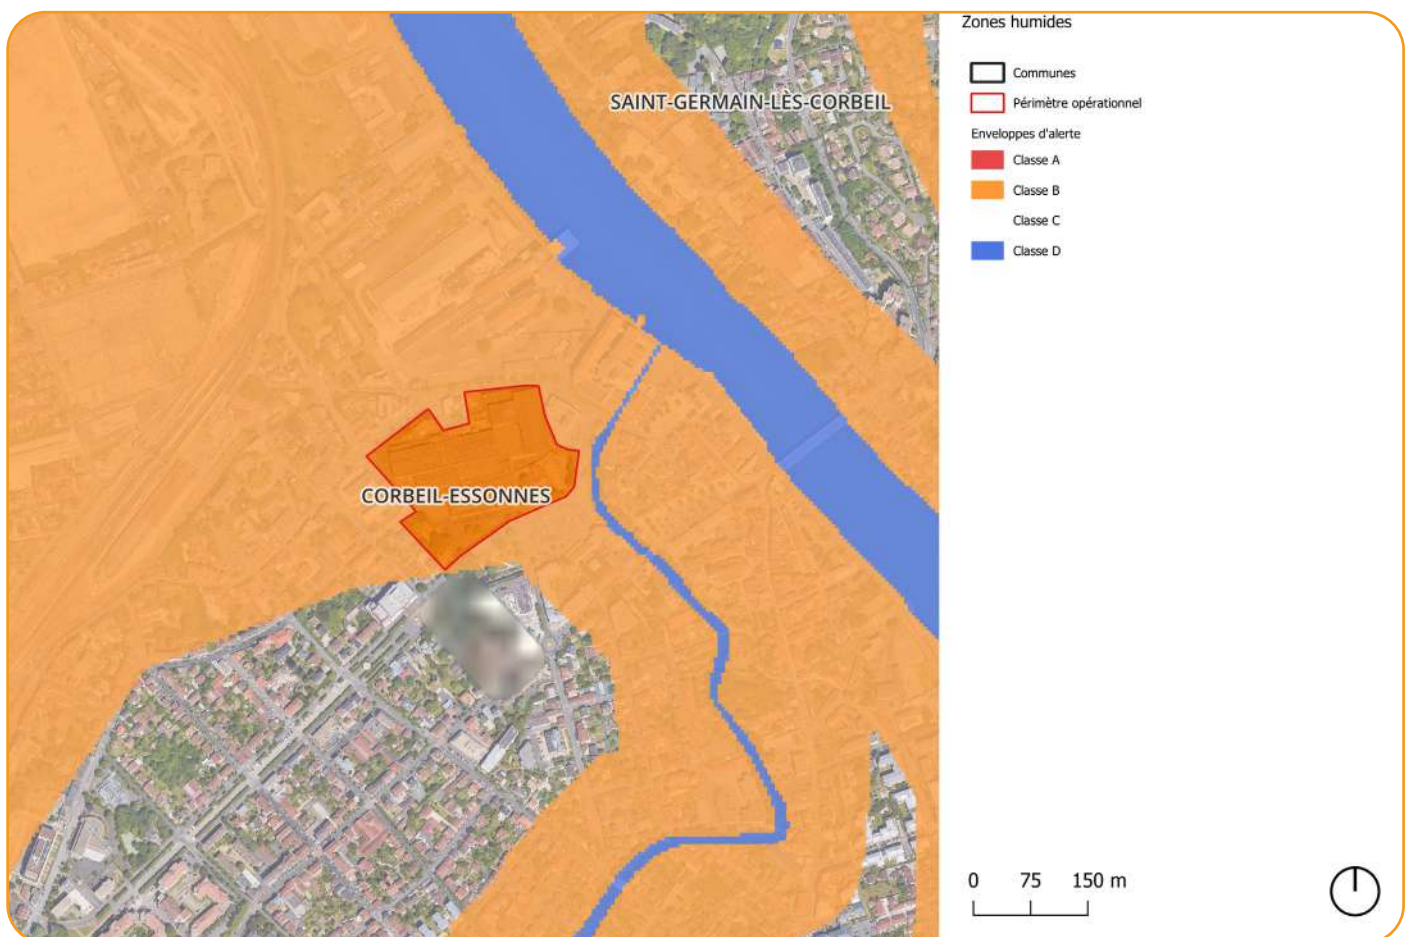 Zones humides
SAINT-GERMAIN-LÈS-CORBEIL
Communes
Périmètre opérationnel
Enveloppes d'alerte
Classe A
Classe B
Classe C
Classe D
CORBEIL-ESSONNES
0 75 150 m